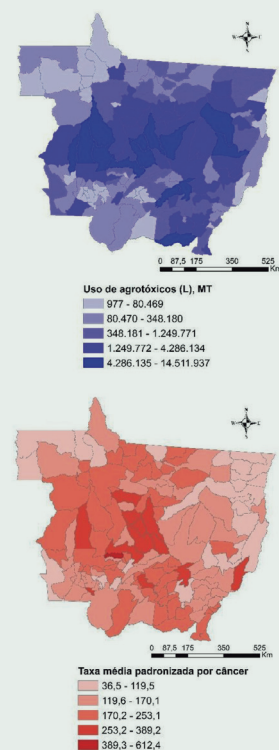 N
W E
S
0 87,5 175 350 525
Km
Uso de agrotóxicos (L), MT
977 - 80.469
80.470 - 348.180
348.181 - 1.249.771
1.249.772 - 4.286.134
4.286.135 - 14.511.937
N
W E
S
0 87,5 175 350 525
Km
Taxa média padronizada por câncer
36,5 - 119,5
119,6 - 170,1
170,2 - 253,1
253,2 - 389,2
389,3 - 612,4